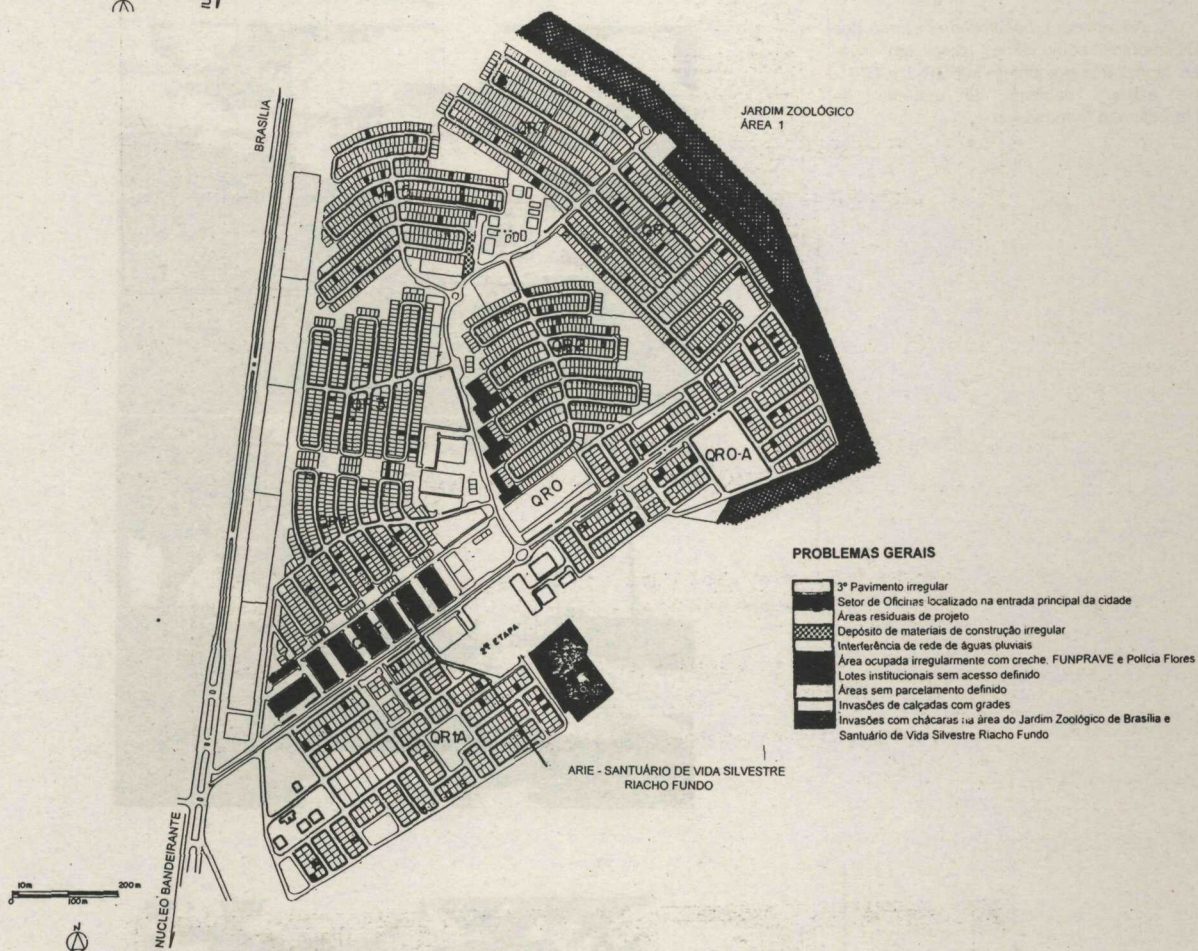 BRASÍLIA
JARDIM ZOOLÓGICO
ÁREA 1
QR2
QRO-A
QRO
2ª ETAPA
QR1A
PROBLEMAS GERAIS
3º Pavimento irregular
Setor de Oficinas localizado na entrada principal da cidade
Áreas residuais de projeto
Depósito de materiais de construção irregular
Interferência de rede de águas pluviais
Área ocupada irregularmente com creche. FUNPRAVE e Polícia Flores
Lotes institucionais sem acesso definido
Áreas sem parcelamento definido
Invasões de calçadas com grades
Invasões com chácaras na área do Jardim Zoológico de Brasília e
Santuário de Vida Silvestre Riacho Fundo
ARIE - SANTUÁRIO DE VIDA SILVESTRE
RIACHO FUNDO
NUCLEO BANDEIRANTE
10m
200m
0
100m
N